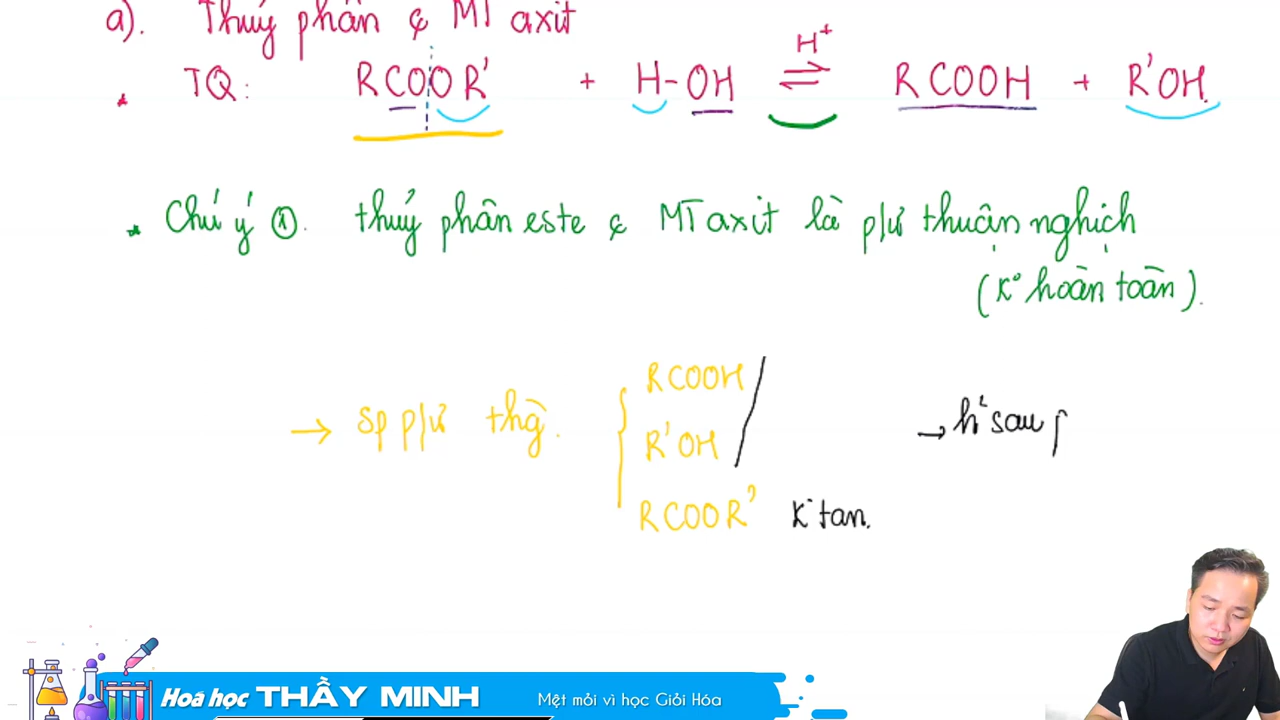 a). Thuỷ phân ¢ MT axit
TQ: RCOOR' + H-OH ⇌ H+ RCOOH + R'OH.
* Chú ý ①. thuỷ phân este ¢ MT axit là p/ư thuận nghịch
(K° hoàn toàn).
→ sp p/ư thg. { RCOOH
R'OH
RCOOR' K° tan.
→ h² sau p
Hoá học THẦY MINH
Mệt mỏi vì học Giỏi Hóa